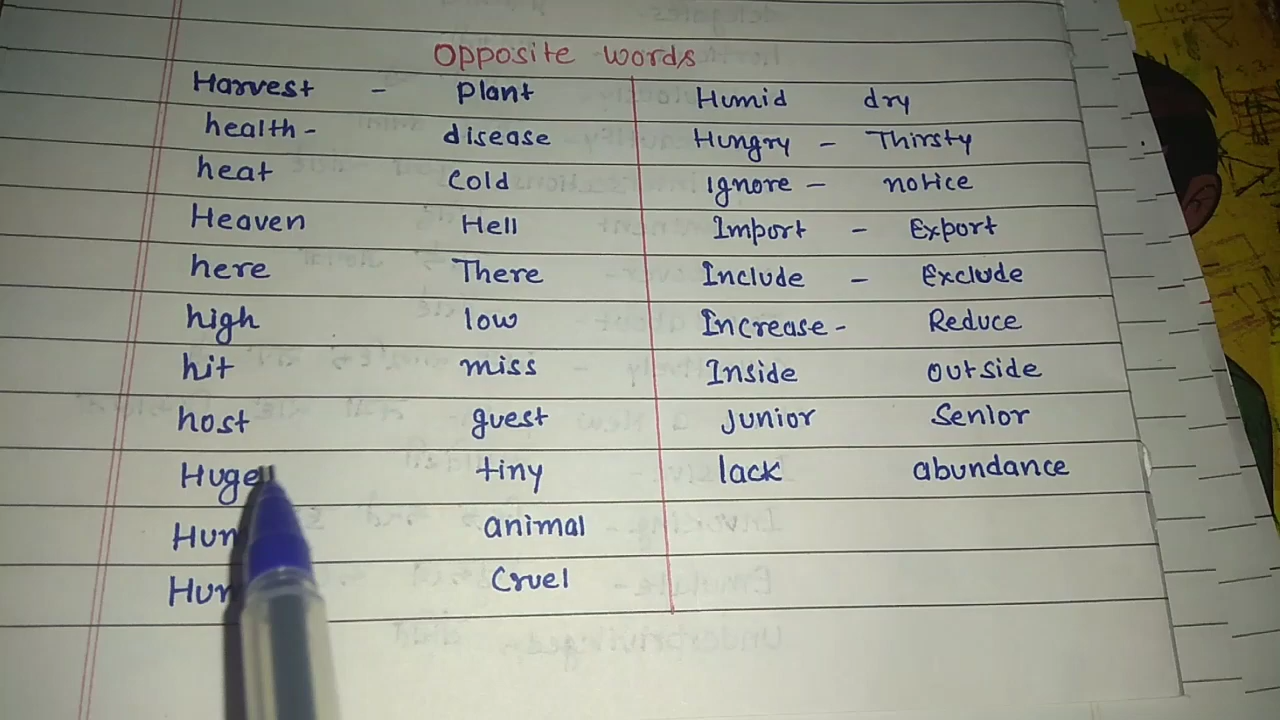 Opposite words
Harvest - plant
health - disease
heat cold
Heaven Hell
here There
high low
hit miss
host guest
Huge tiny
animal
Cruel
Humid dry
Hungry - Thirsty
Ignore - notice
Import - Export
Include - Exclude
Increase - Reduce
Inside outside
Junior Senior
lack abundance